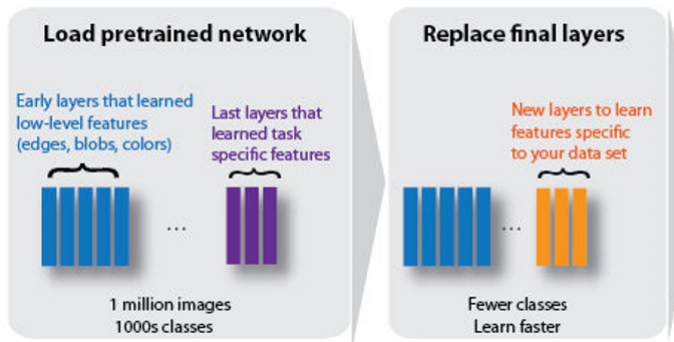 Load pretrained network
Early layers that learned
low-level features
(edges, blobs, colors)
Last layers that
learned task
specific features
...
1 million images
1000s classes
Replace final layers
New layers to learn
features specific
to your data set
...
Fewer classes
Learn faster